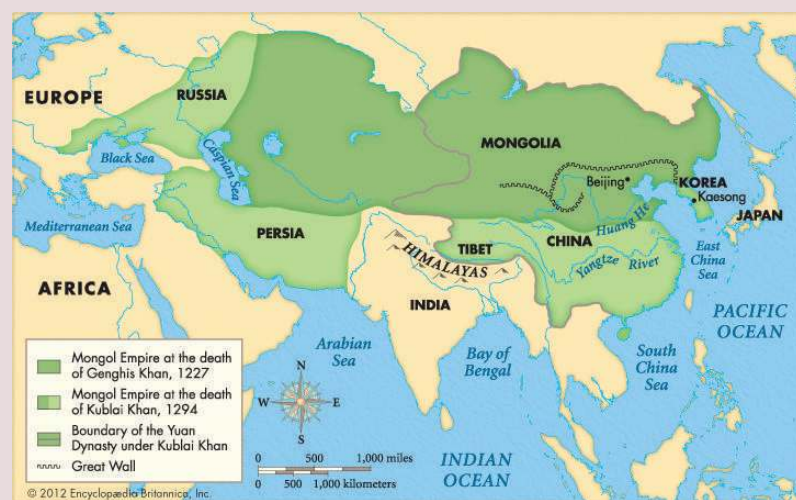 EUROPE
RUSSIA
MONGOLIA
Black Sea
Caspian Sea
Beijing
KOREA
Kaesong
JAPAN
Mediterranean Sea
PERSIA
TIBET
CHINA
Huang He
East
China
Sea
HIMALAYAS
Yangtze River
AFRICA
INDIA
PACIFIC
OCEAN
Arabian
Sea
Bay of
Bengal
South
China
Sea
INDIAN
OCEAN
Mongol Empire at the death
of Genghis Khan, 1227
Mongol Empire at the death
of Kublai Khan, 1294
Boundary of the Yuan
Dynasty under Kublai Khan
Great Wall
N
W E
S
0 500 1,000 miles
0 500 1,000 kilometers
© 2012 Encyclopædia Britannica, Inc.